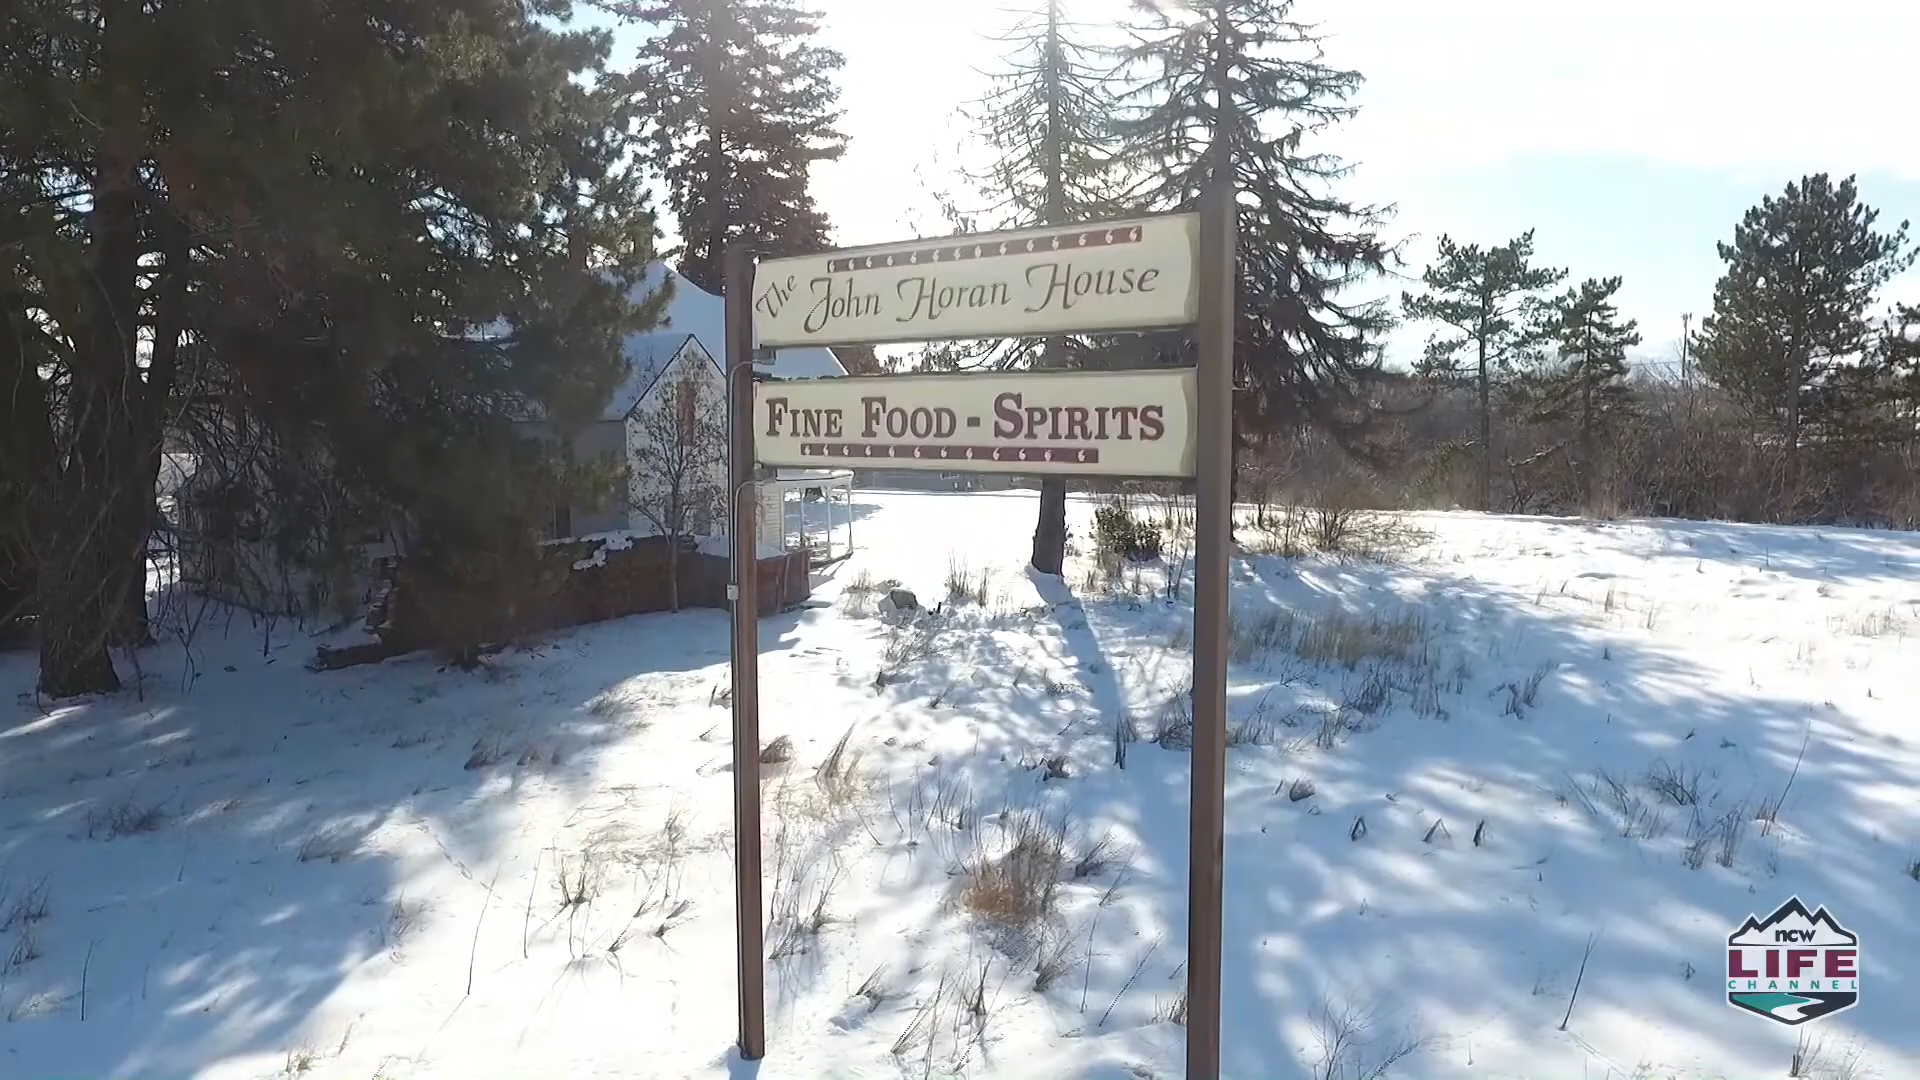 The John Horan House
FINE FOOD - SPIRITS
ncw
LIFE
CHANNEL